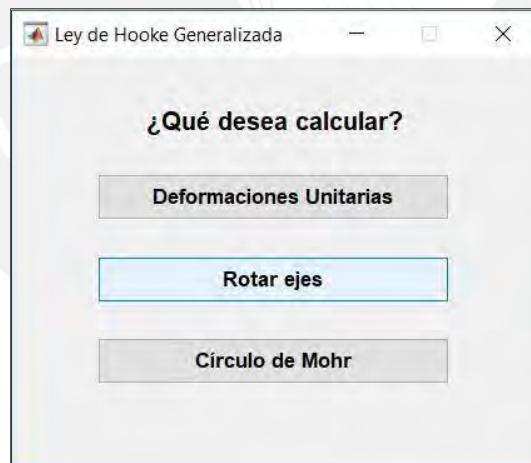 Ley de Hooke Generalizada
¿Qué desea calcular?
Deformaciones Unitarias
Rotar ejes
Círculo de Mohr